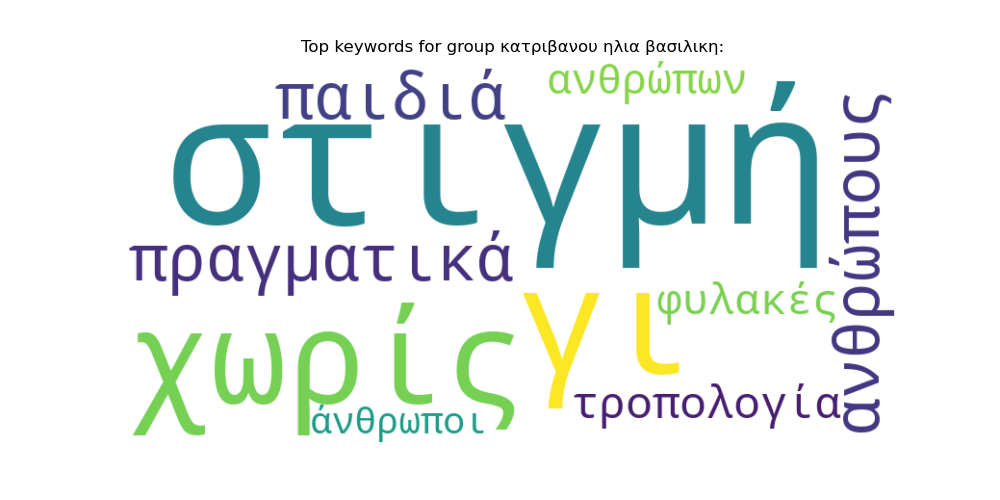 Top keywords for group κατριβανου ηλια βασιλικη:
παιδιά
ανθρώπων
στιγμή
ανθρώπους
πραγματικά
γι
φυλακές
χωρίς
τροπολογία
άνθρωποι